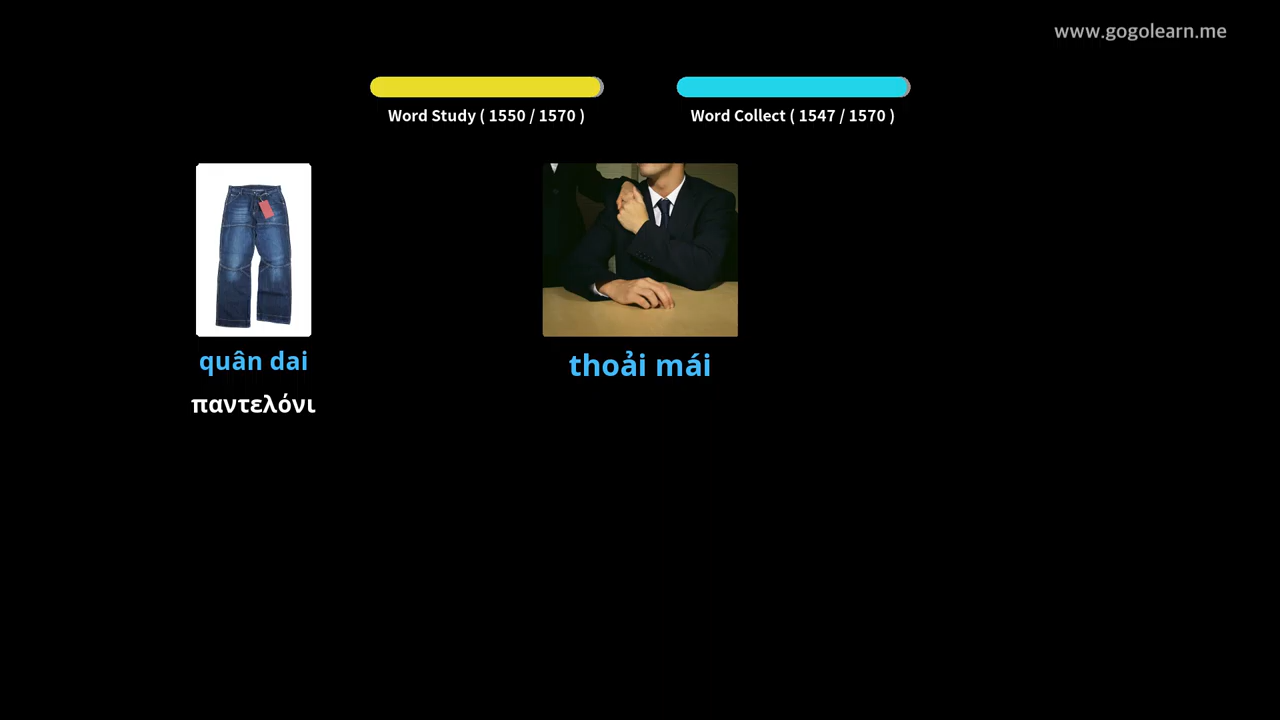 www.gogolearn.me
Word Study ( 1550 / 1570 )
Word Collect ( 1547 / 1570 )
quân dai
παντελόνι
thoải mái